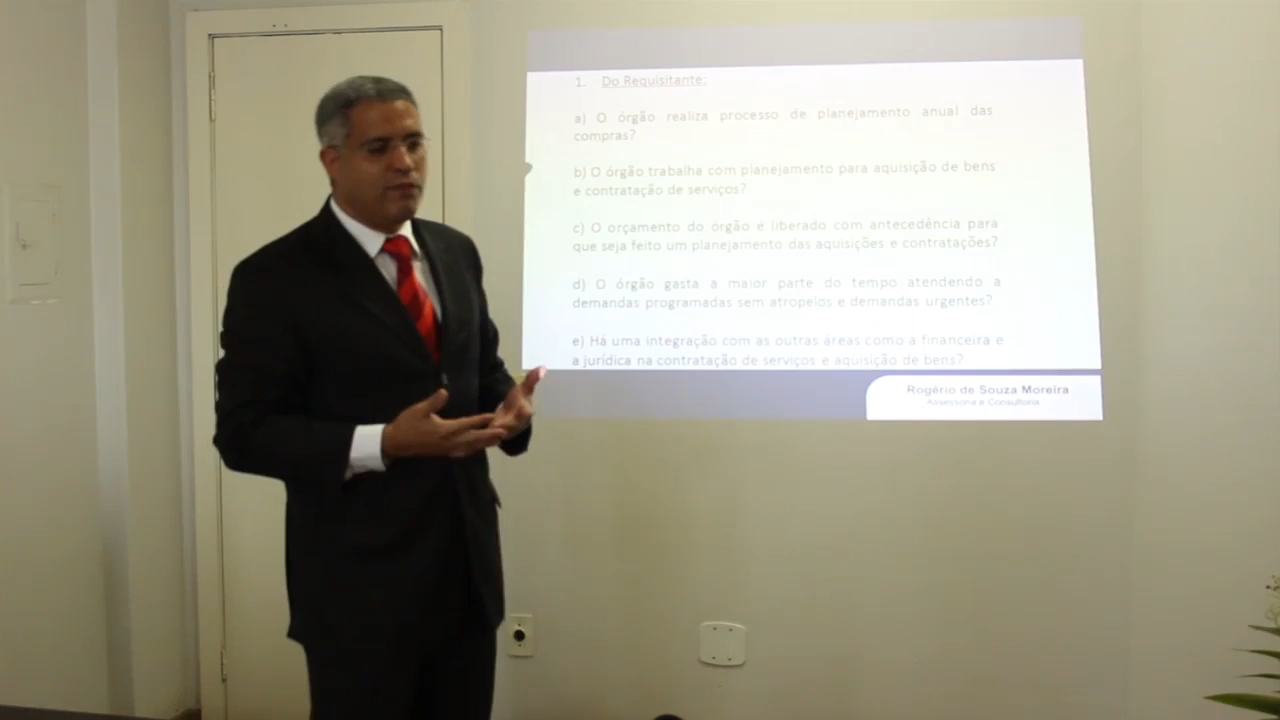 1. Do Requisitante:
a) O órgão realiza processo de planejamento anual das
compras?
b) O órgão trabalha com planejamento para aquisição de bens
e contratação de serviços?
c) O orçamento do órgão é liberado com antecedência para
que seja feito um planejamento das aquisições e contratações?
d) O órgão gasta a maior parte do tempo atendendo a
demandas programadas sem atropelos e demandas urgentes?
e) Há uma integração com as outras áreas como a financeira e
a jurídica na contratação de serviços e aquisição de bens?
Rogério de Souza Moreira
Assessoria e Consultoria